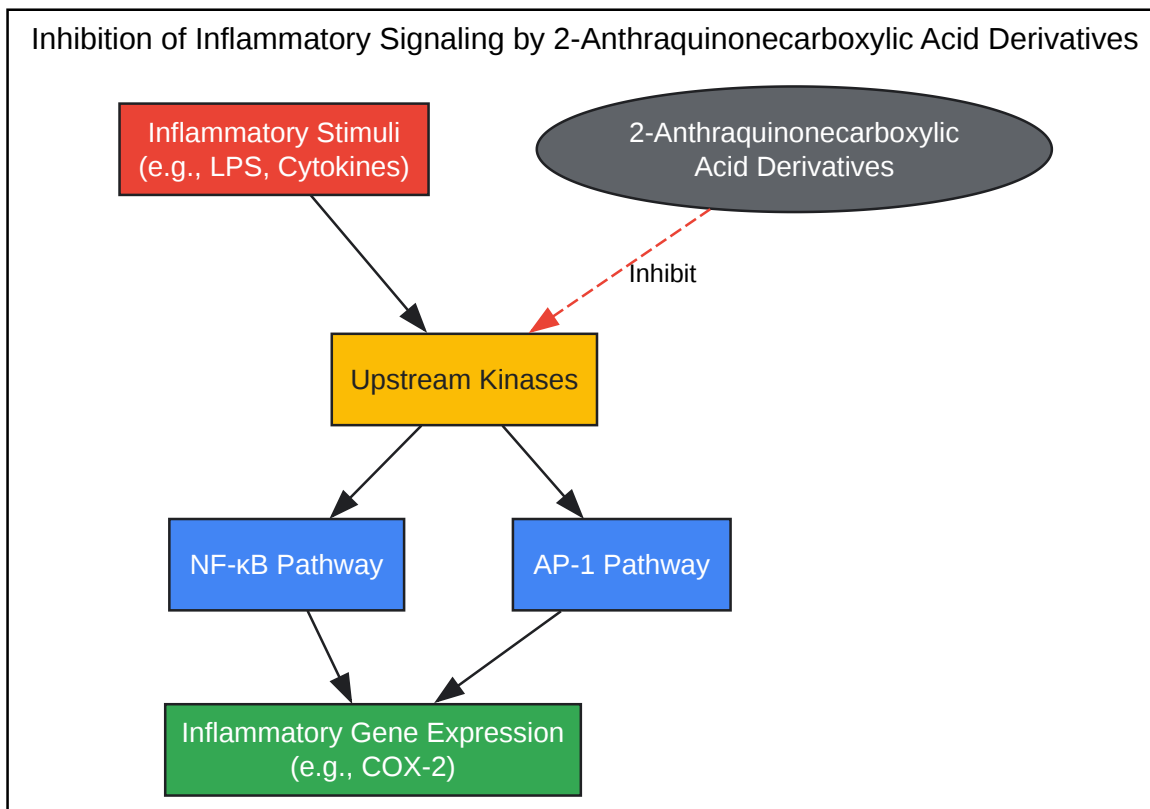 Inhibition of Inflammatory Signaling by 2-Anthraquinonecarboxylic Acid Derivatives
Inflammatory Stimuli
(e.g., LPS, Cytokines)
2-Anthraquinonecarboxylic
Acid Derivatives
Inhibit
Upstream Kinases
NF-κB Pathway
AP-1 Pathway
Inflammatory Gene Expression
(e.g., COX-2)